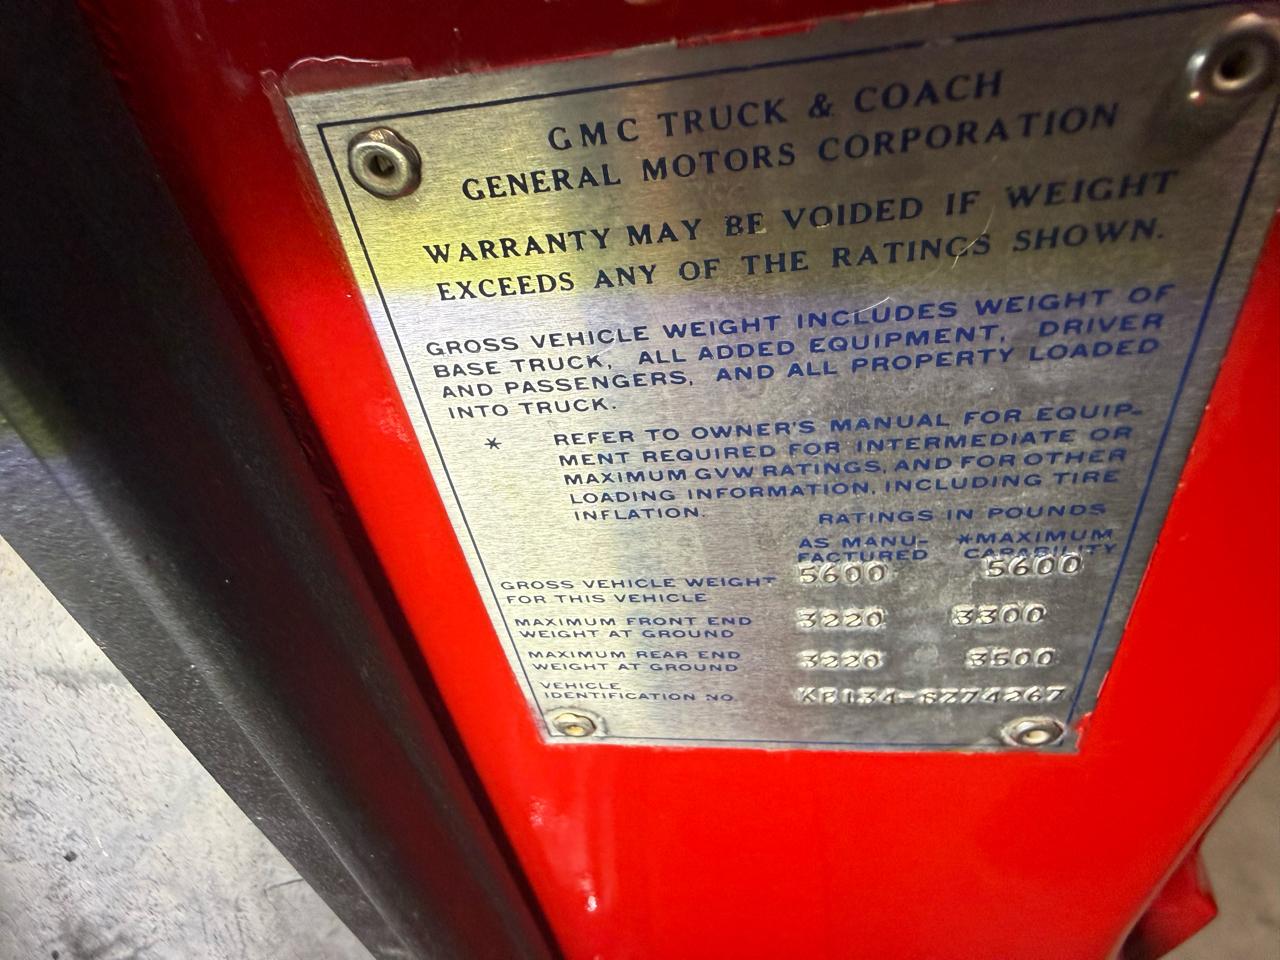 GMC TRUCK & COACH
GENERAL MOTORS CORPORATION
WARRANTY MAY BE VOIDED IF WEIGHT
EXCEEDS ANY OF THE RATINGS SHOWN.
GROSS VEHICLE WEIGHT INCLUDES WEIGHT OF
BASE TRUCK, ALL ADDED EQUIPMENT, DRIVER
AND PASSENGERS, AND ALL PROPERTY LOADED
INTO TRUCK.
* REFER TO OWNER'S MANUAL FOR EQUIP-
MENT REQUIRED FOR INTERMEDIATE OR
MAXIMUM GVW RATINGS, AND FOR OTHER
LOADING INFORMATION, INCLUDING TIRE
INFLATION.
RATINGS IN POUNDS
AS MANU- *MAXIMUM
FACTURED CAPABILITY
GROSS VEHICLE WEIGHT 5600 5600
FOR THIS VEHICLE
MAXIMUM FRONT END 3220 3300
WEIGHT AT GROUND
MAXIMUM REAR END 3220 3500
WEIGHT AT GROUND
VEHICLE
IDENTIFICATION NO.